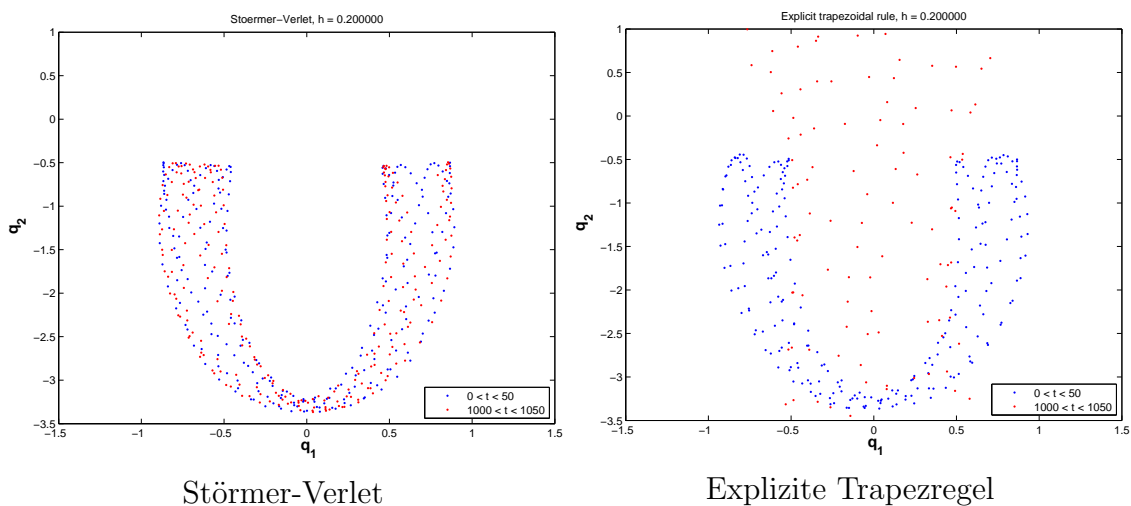 Stoermer−Verlet, h = 0.200000
1
0.5
0
−0.5
−1
−1.5
−2
−2.5
−3
−3.5
q2
−1.5
−1
−0.5
0
0.5
1
1.5
q1
0 < t < 50
1000 < t < 1050
Störmer-Verlet
Explicit trapezoidal rule, h = 0.200000
1
0.5
0
−0.5
−1
−1.5
−2
−2.5
−3
−3.5
q2
−1.5
−1
−0.5
0
0.5
1
1.5
q1
0 < t < 50
1000 < t < 1050
Explizite Trapezregel